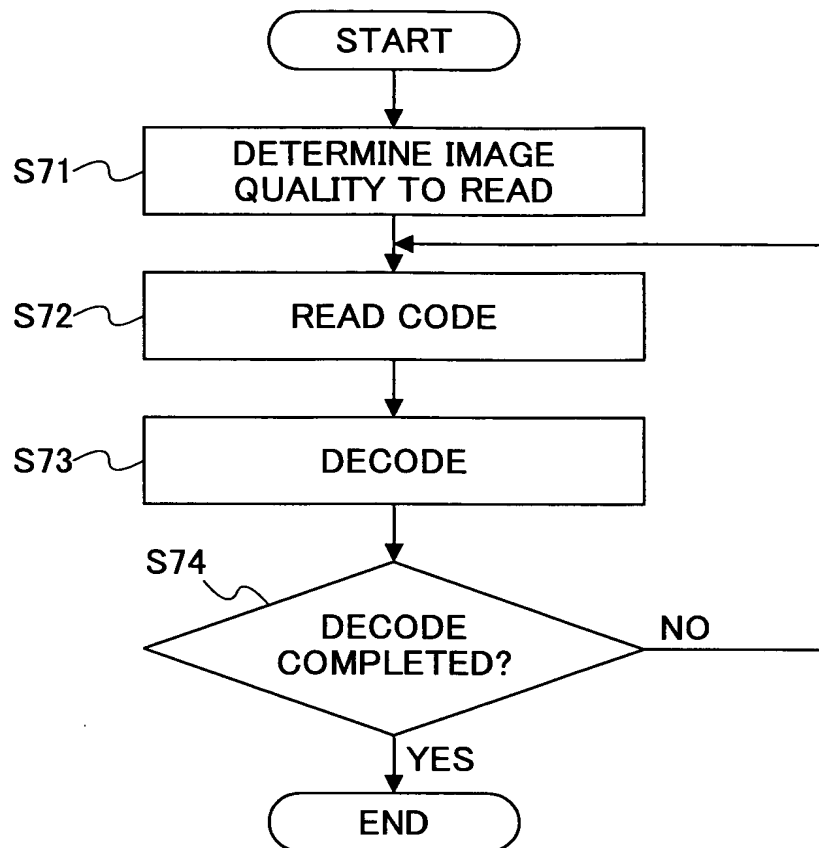 START
S71
DETERMINE IMAGE
QUALITY TO READ
S72
READ CODE
S73
DECODE
S74
DECODE
COMPLETED?
NO
YES
END